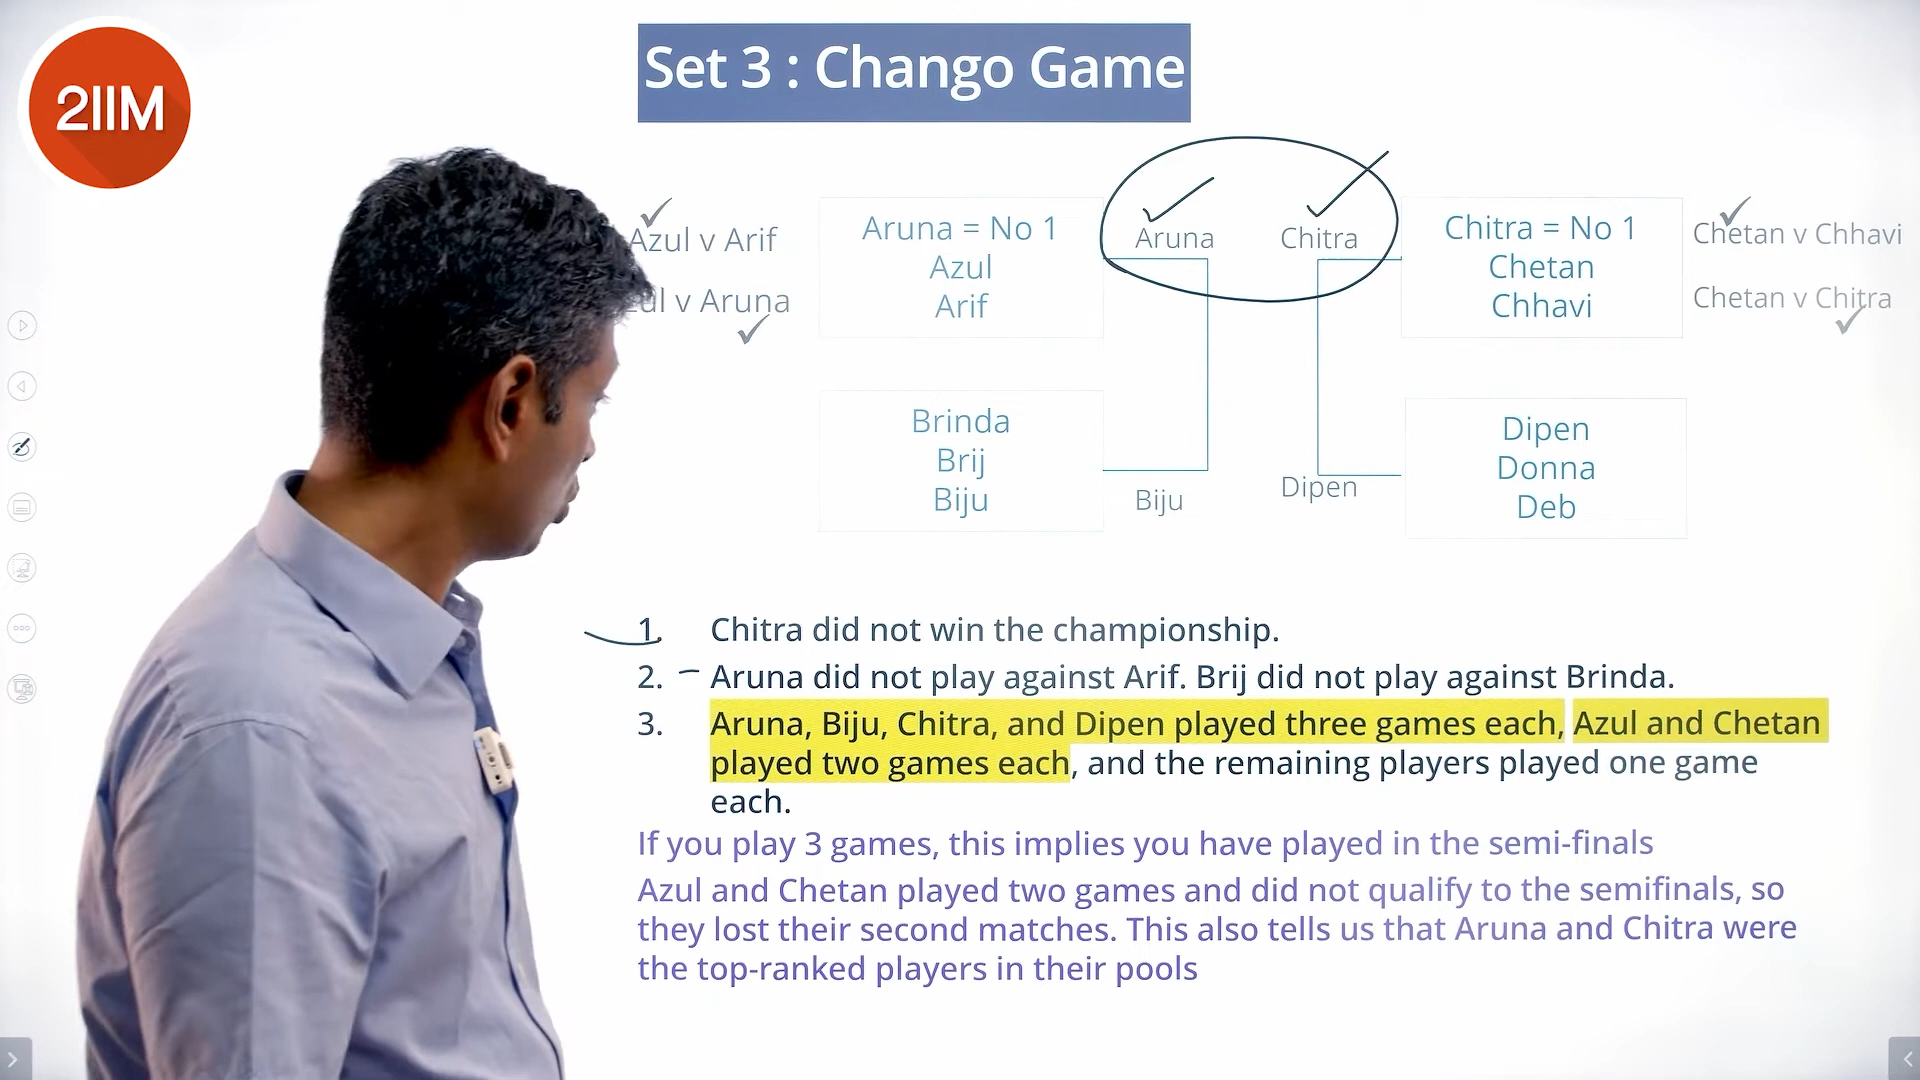 2IIM
Set 3 : Chango Game
Azul v Arif
v Aruna
Aruna = No 1
Azul
Arif
Aruna
Chitra
Chitra = No 1
Chetan
Chhavi
Chetan v Chhavi
Chetan v Chitra
Brinda
Brij
Biju
Biju
Dipen
Dipen
Donna
Deb
1. Chitra did not win the championship.
2. Aruna did not play against Arif. Brij did not play against Brinda.
3. Aruna, Biju, Chitra, and Dipen played three games each, Azul and Chetan
played two games each, and the remaining players played one game
each.
If you play 3 games, this implies you have played in the semi-finals
Azul and Chetan played two games and did not qualify to the semifinals, so
they lost their second matches. This also tells us that Aruna and Chitra were
the top-ranked players in their pools